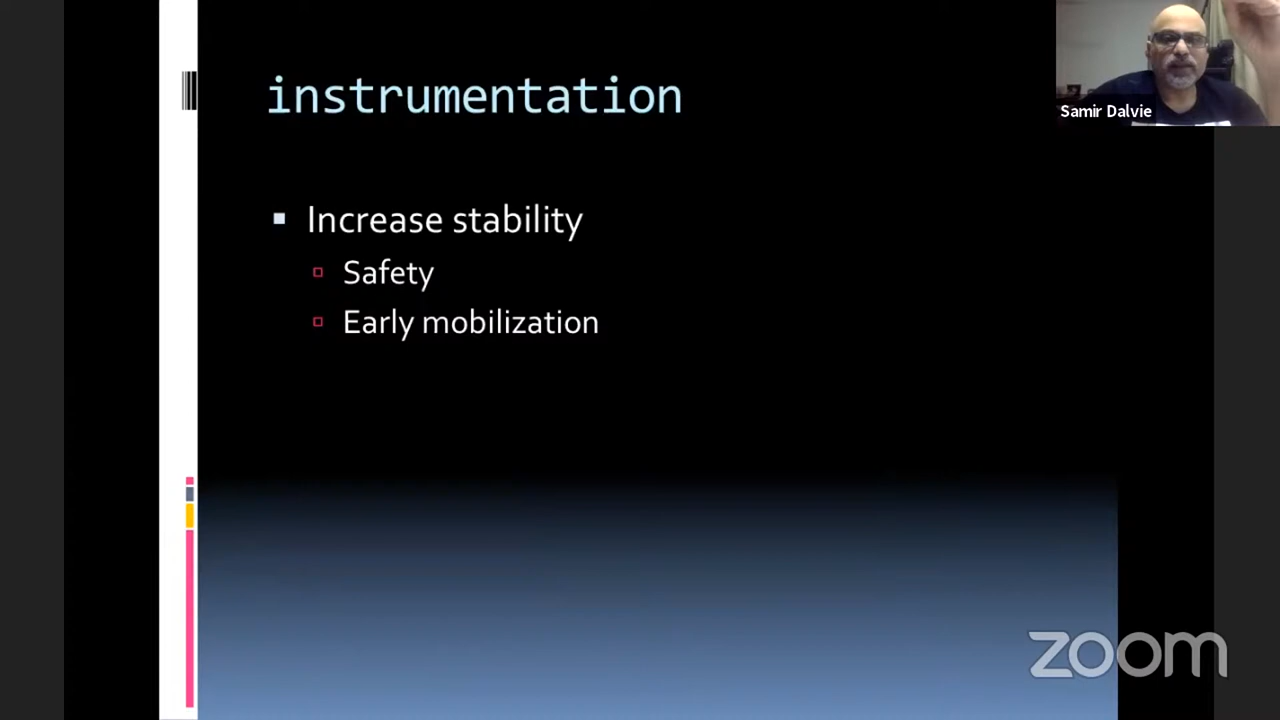 instrumentation
Samir Dalvie
Increase stability
Safety
Early mobilization
zoom